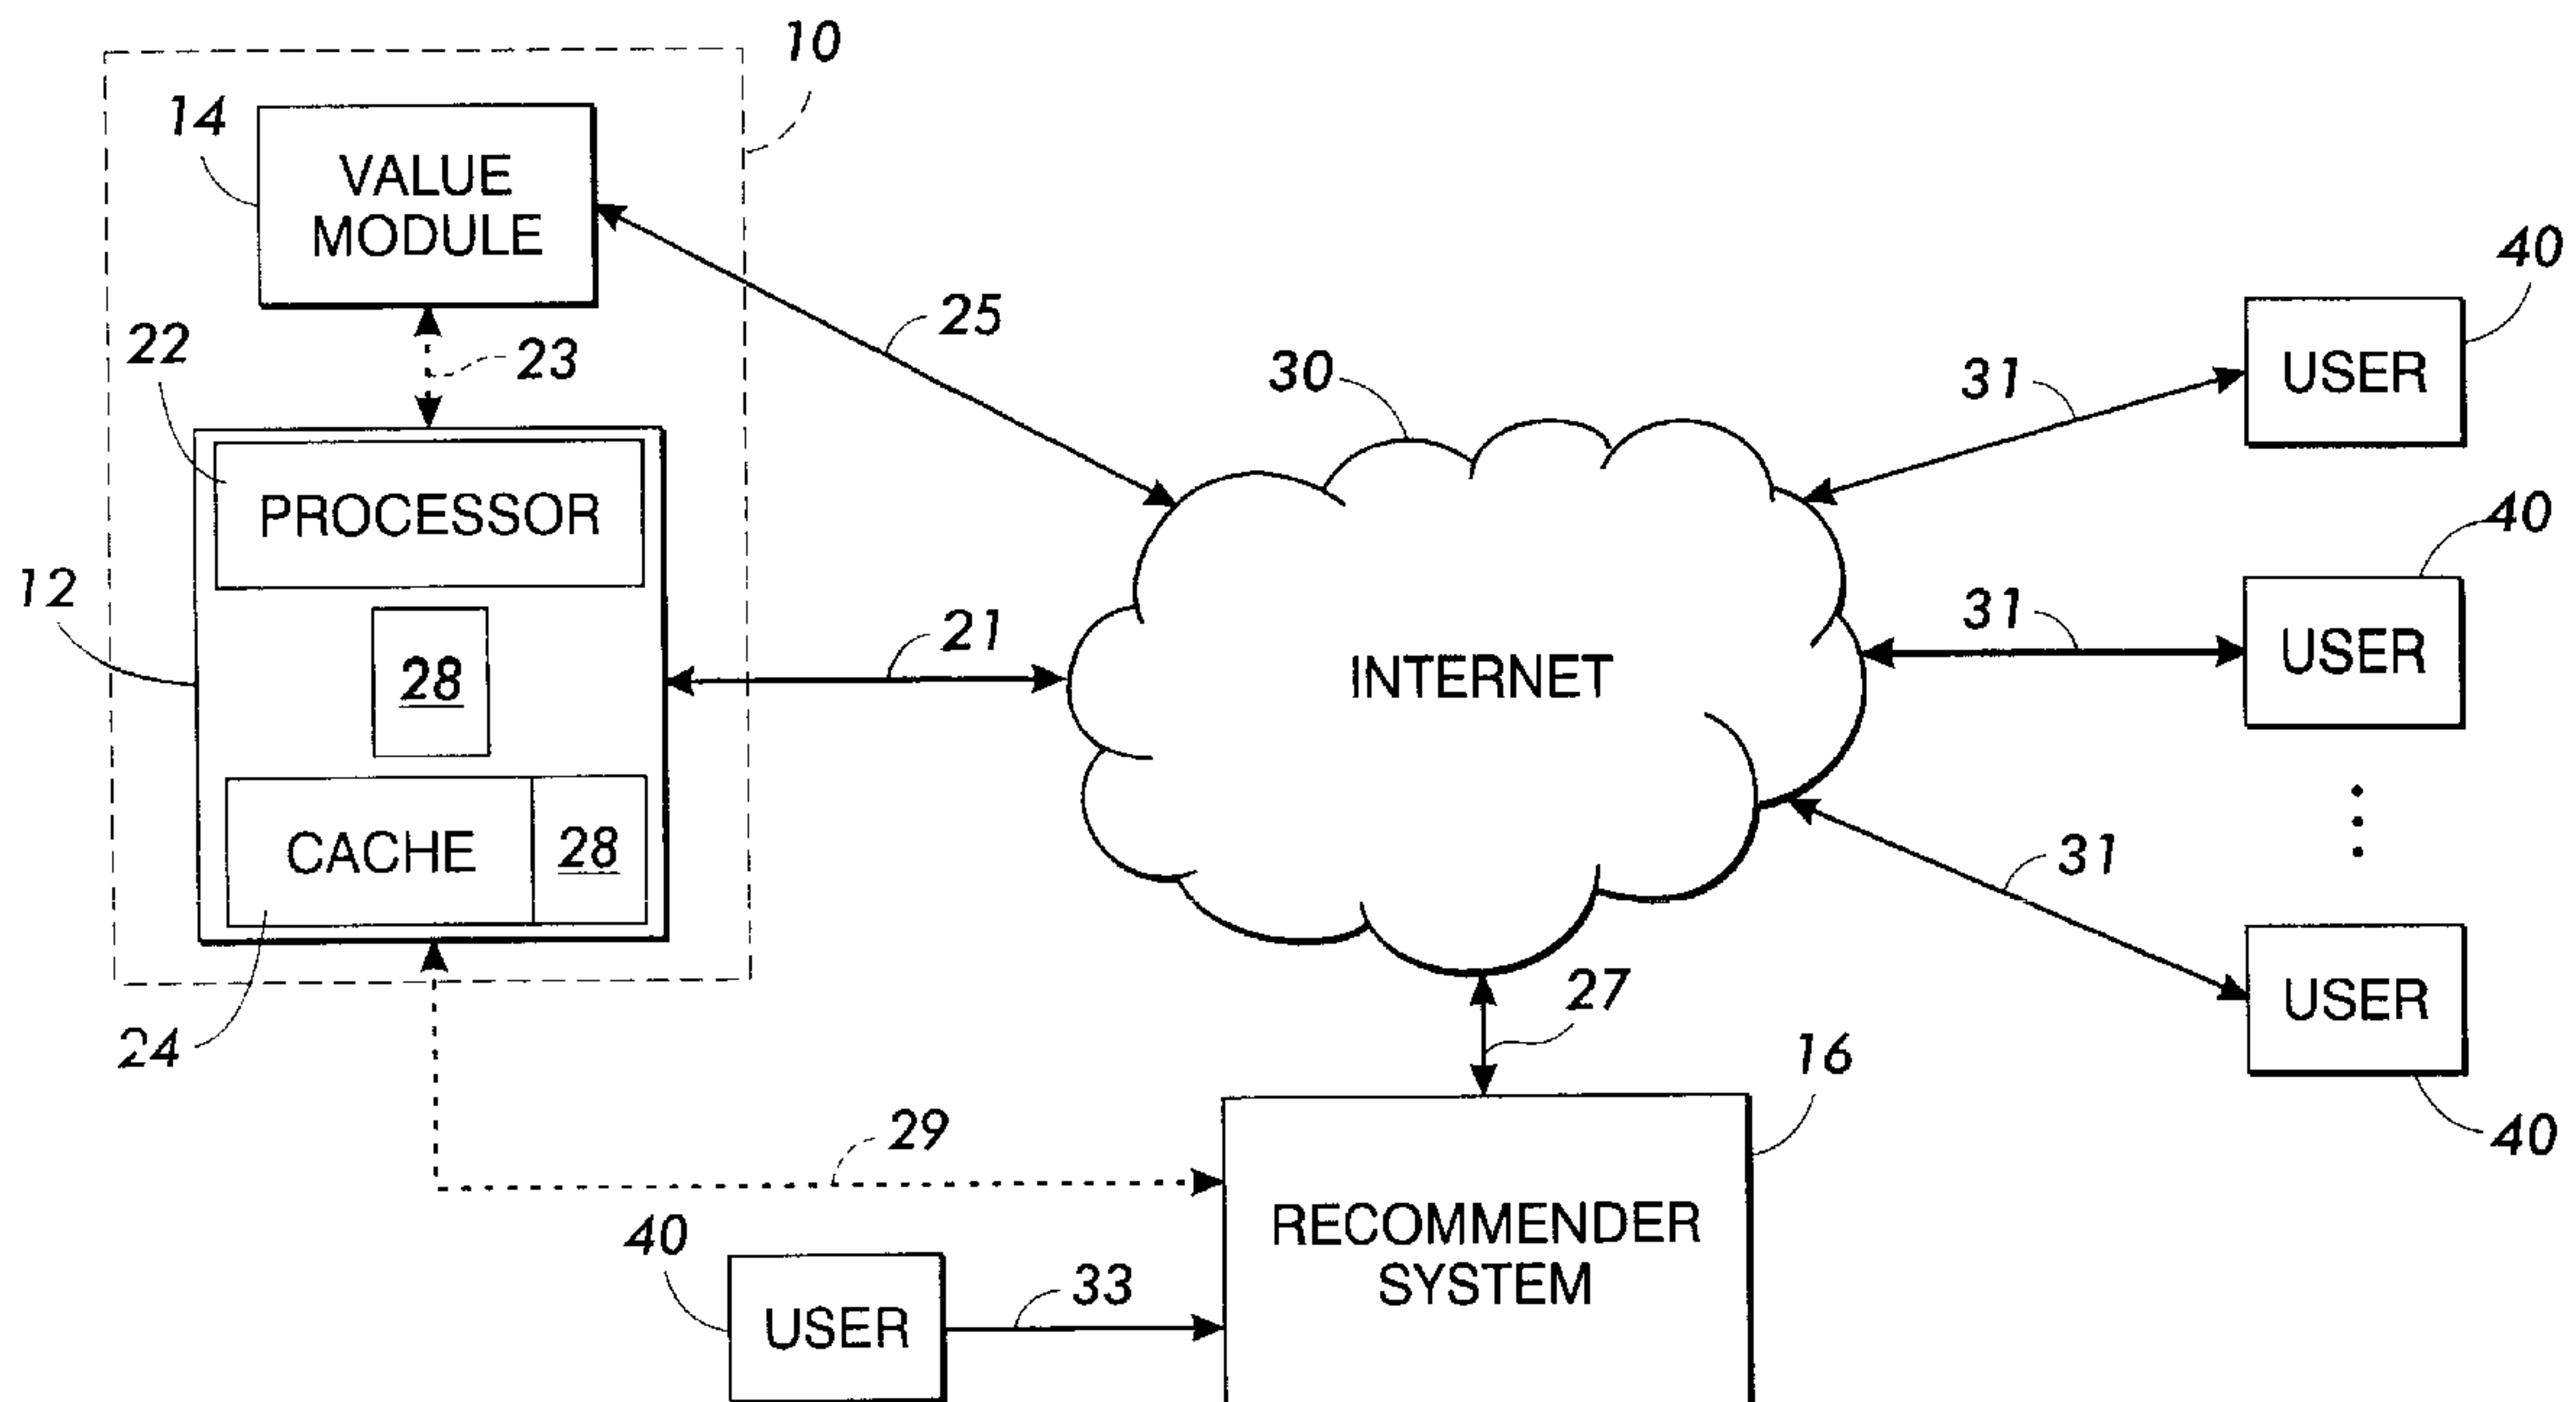 10
14
VALUE
MODULE
40
25
22
23
30
31
USER
PROCESSOR
40
12
21
31
28
INTERNET
USER
CACHE
28
31
27
USER
24
16
29
40
RECOMMENDER
SYSTEM
40
33
USER